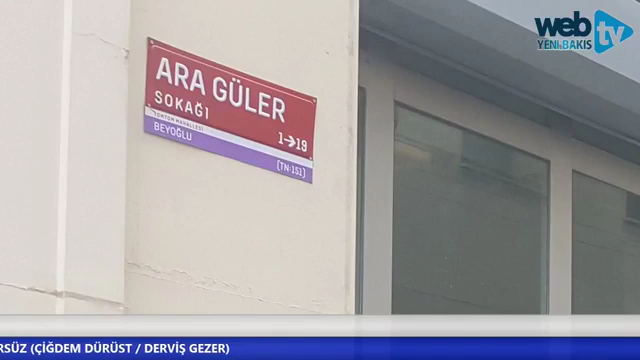 web tv
YENİ BAKIŞ
ARA GÜLER
SOKAĞI
1→19
TOMTOM MAHALLESİ
BEYOĞLU
(TN:151)
RSÜZ (ÇİĞDEM DÜRÜST / DERVİŞ GEZER)